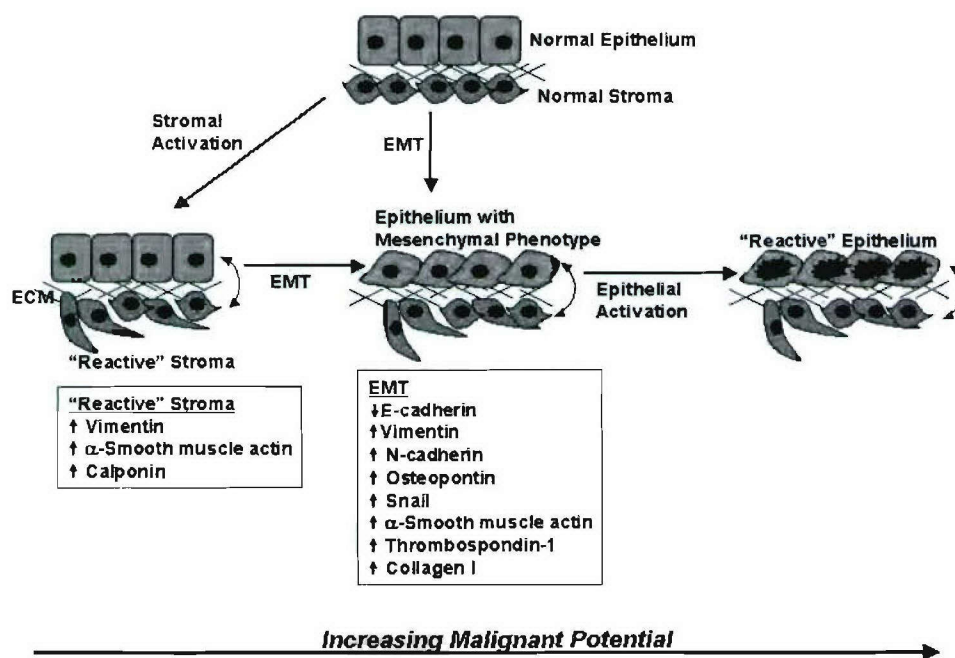 Normal Epithelium
Normal Stroma
Stromal
Activation
EMT
Epithelium with
Mesenchymal Phenotype
"Reactive" Epithelium
ECM
EMT
Epithelial
Activation
"Reactive" Stroma
"Reactive" Stroma
↑ Vimentin
↑ α-Smooth muscle actin
↑ Calponin
EMT
↓E-cadherin
↑Vimentin
↑ N-cadherin
↑ Osteopontin
↑ Snail
↑ α-Smooth muscle actin
↑ Thrombospondin-1
↑ Collagen I
Increasing Malignant Potential